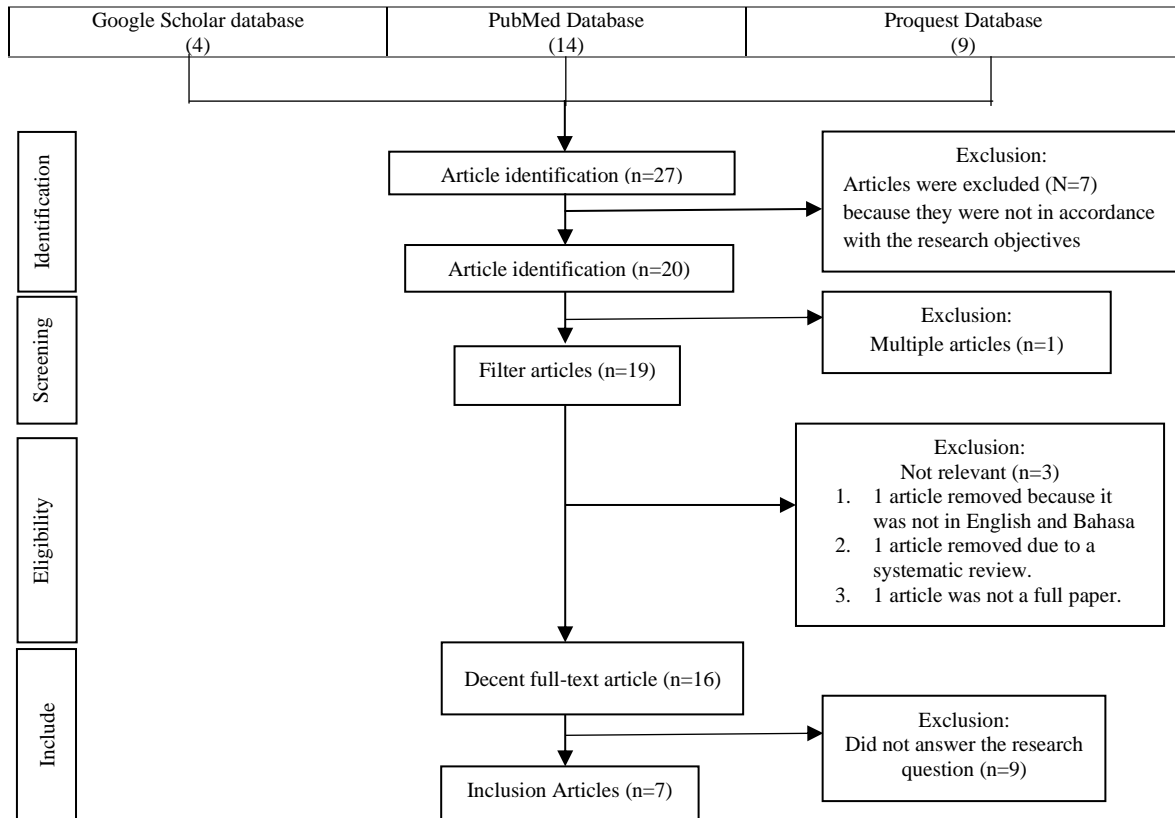 Google Scholar database
(4)
PubMed Database
(14)
Proquest Database
(9)
Identification
Article identification (n=27)
Exclusion:
Articles were excluded (N=7)
because they were not in accordance
with the research objectives
Article identification (n=20)
Screening
Exclusion:
Multiple articles (n=1)
Filter articles (n=19)
Eligibility
Exclusion:
Not relevant (n=3)
1. 1 article removed because it
was not in English and Bahasa
2. 1 article removed due to a
systematic review.
3. 1 article was not a full paper.
Include
Decent full-text article (n=16)
Exclusion:
Did not answer the research
question (n=9)
Inclusion Articles (n=7)